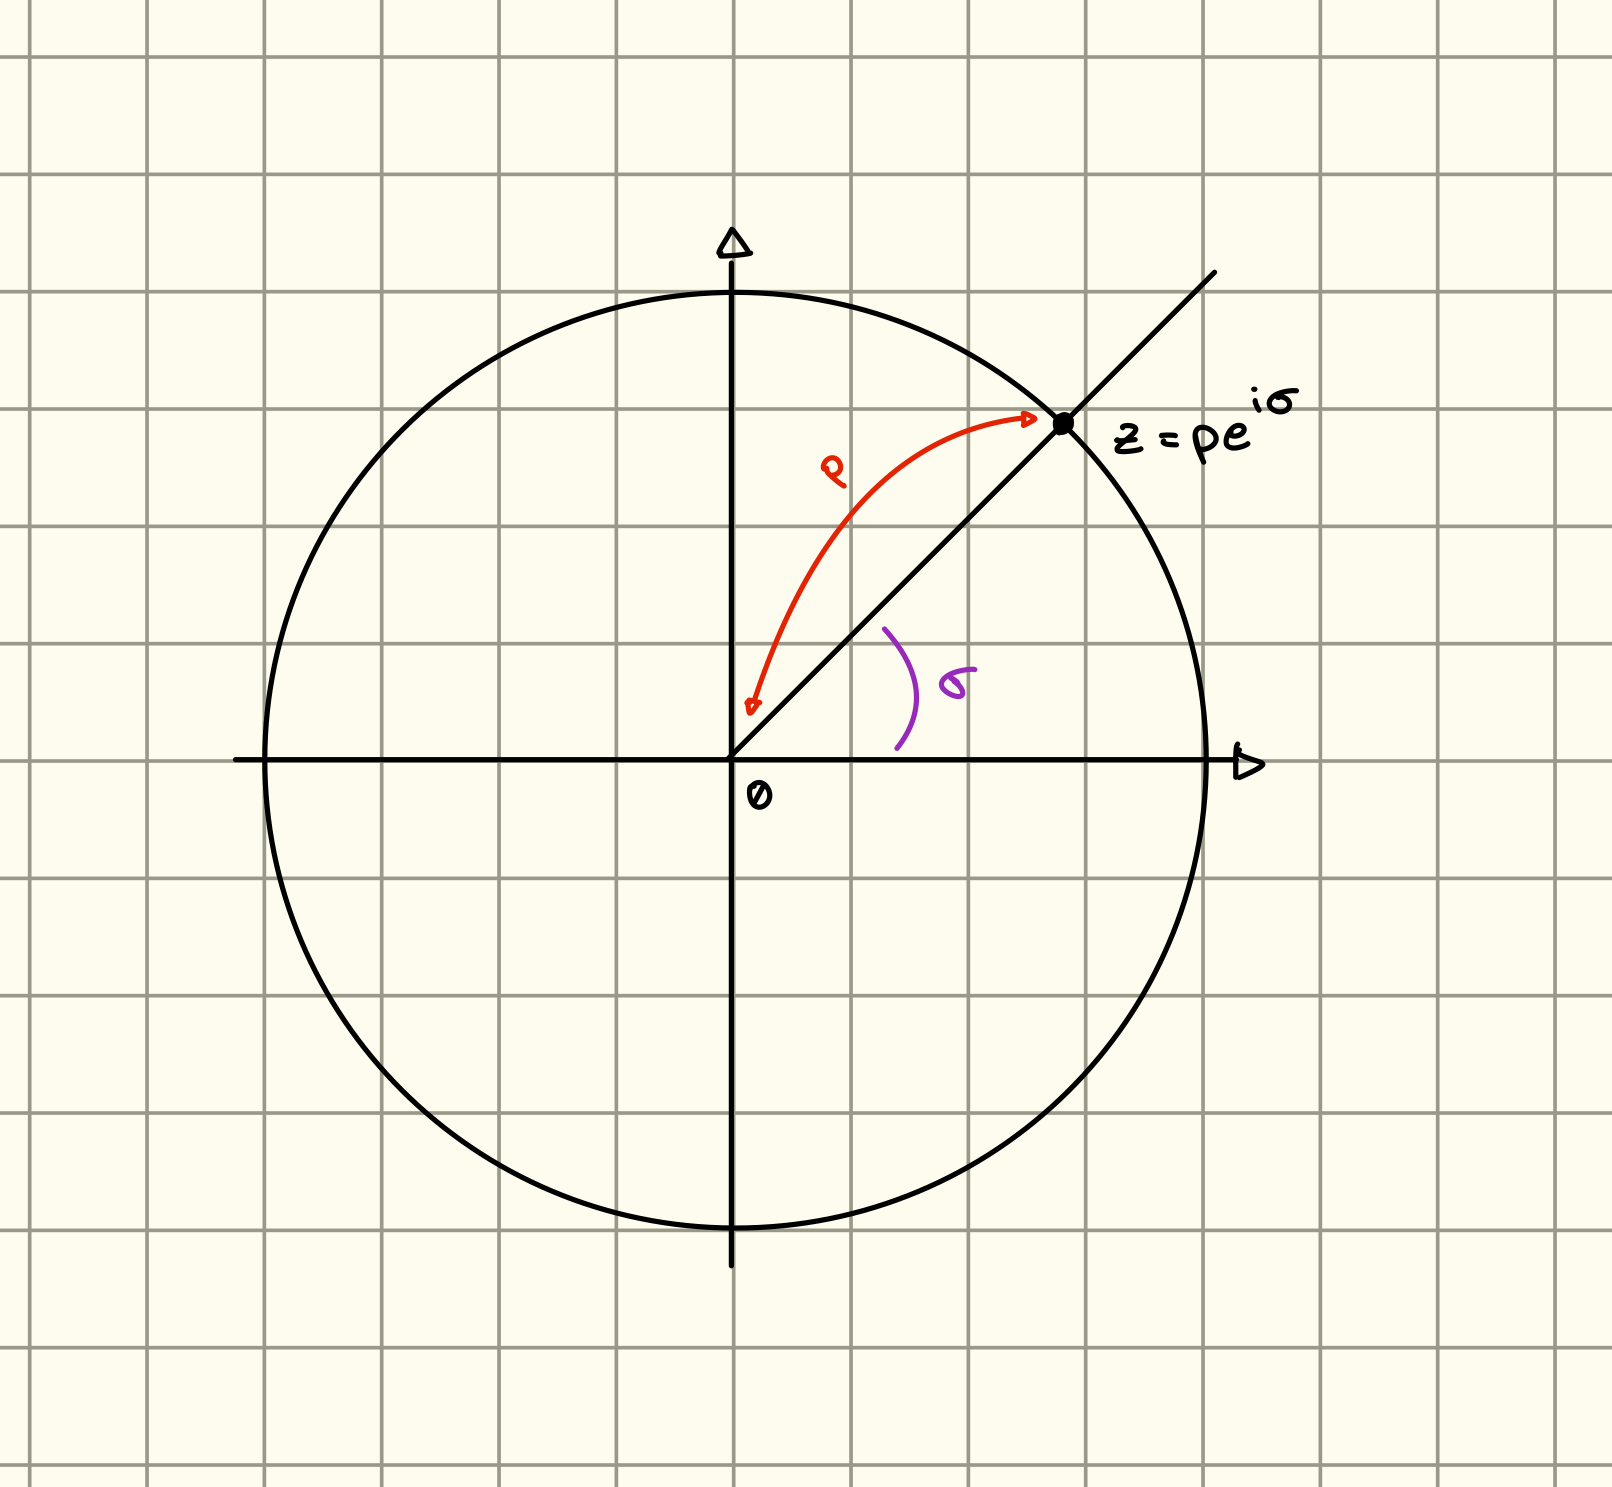 z = ρe^{iσ}
ρ
σ
0